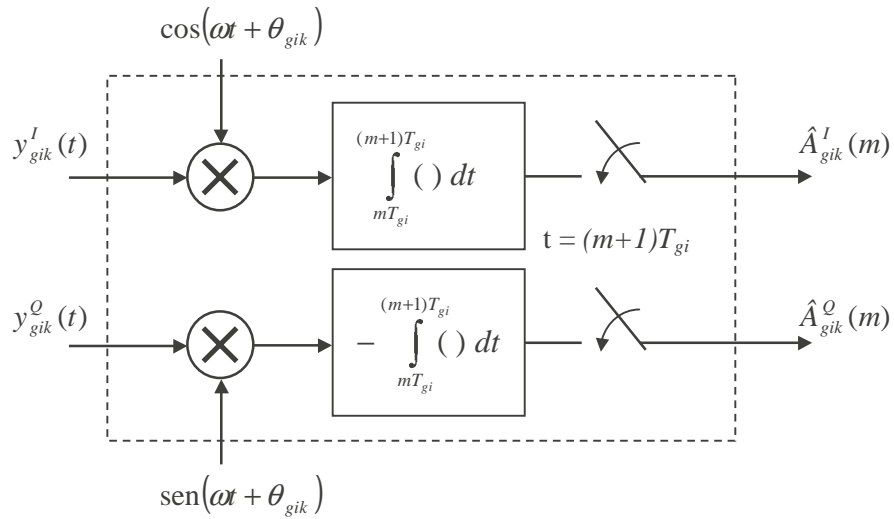 cos(ωt + θ_gik)
y^I_gik(t)
∫_{mT_gi}^{(m+1)T_gi} ( ) dt
Â^I_gik(m)
t = (m+1)T_gi
y^Q_gik(t)
− ∫_{mT_gi}^{(m+1)T_gi} ( ) dt
Â^Q_gik(m)
sen(ωt + θ_gik)